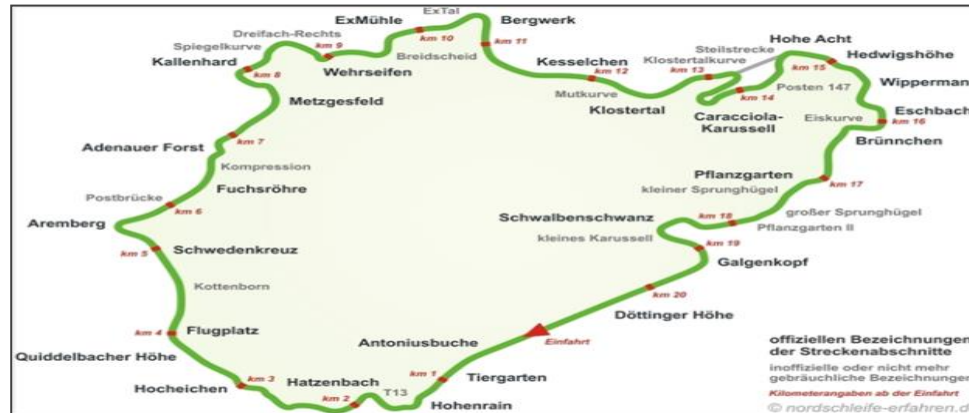 ExTal
ExMühle
Bergwerk
Dreifach-Rechts
km 10
Spiegelkurve
km 9
Breidscheid
km 11
Hohe Acht
Steilstrecke
Kallenhard
Wehrseifen
Kesselchen
km 12
Klostertalkurve
km 13
km 15
Hedwigshöhe
km 8
Mutkurve
Posten 147
Wipperman
Metzgesfeld
Klostertal
km 14
Caracciola-
Karussell
Eschbach
Eiskurve
km 16
km 7
Brünnchen
Adenauer Forst
Kompression
Pflanzgarten
km 17
Fuchsröhre
kleiner Sprunghügel
Postbrücke
km 6
Schwalbenschwanz
km 18
großer Sprunghügel
Aremberg
Pflanzgarten II
kleines Karussell
km 19
km 5
Schwedenkreuz
Galgenkopf
Kottenborn
km 20
Döttinger Höhe
km 4
Flugplatz
Antoniusbuche
Einfahrt
offiziellen Bezeichnungen
der Streckenabschnitte
Quiddelbacher Höhe
inoffizielle oder nicht mehr
gebräuchliche Bezeichnungen
km 1
Tiergarten
Hocheichen
km 3
Hatzenbach
T13
Kilometerangaben ab der Einfahrt
km 2
Hohenrain
© nordschleife-erfahren.d